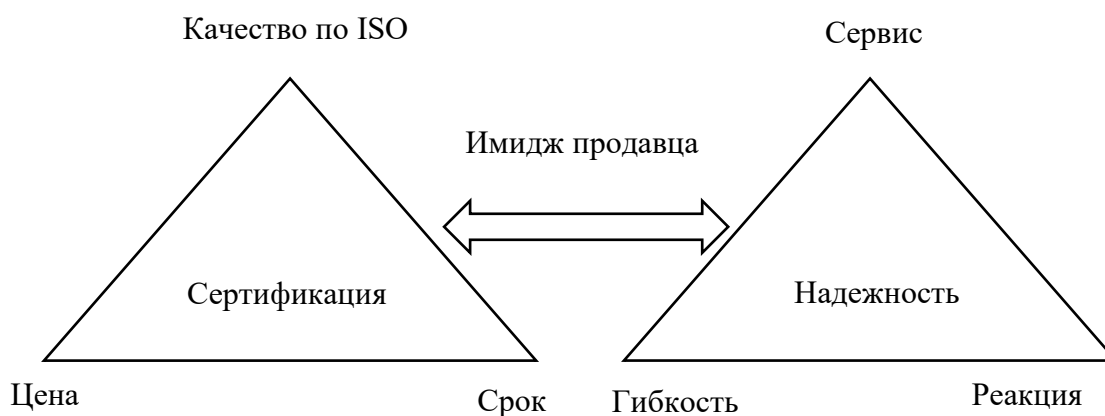 Качество по ISO
Сервис
Имидж продавца
Сертификация
Надежность
Цена
Срок
Гибкость
Реакция